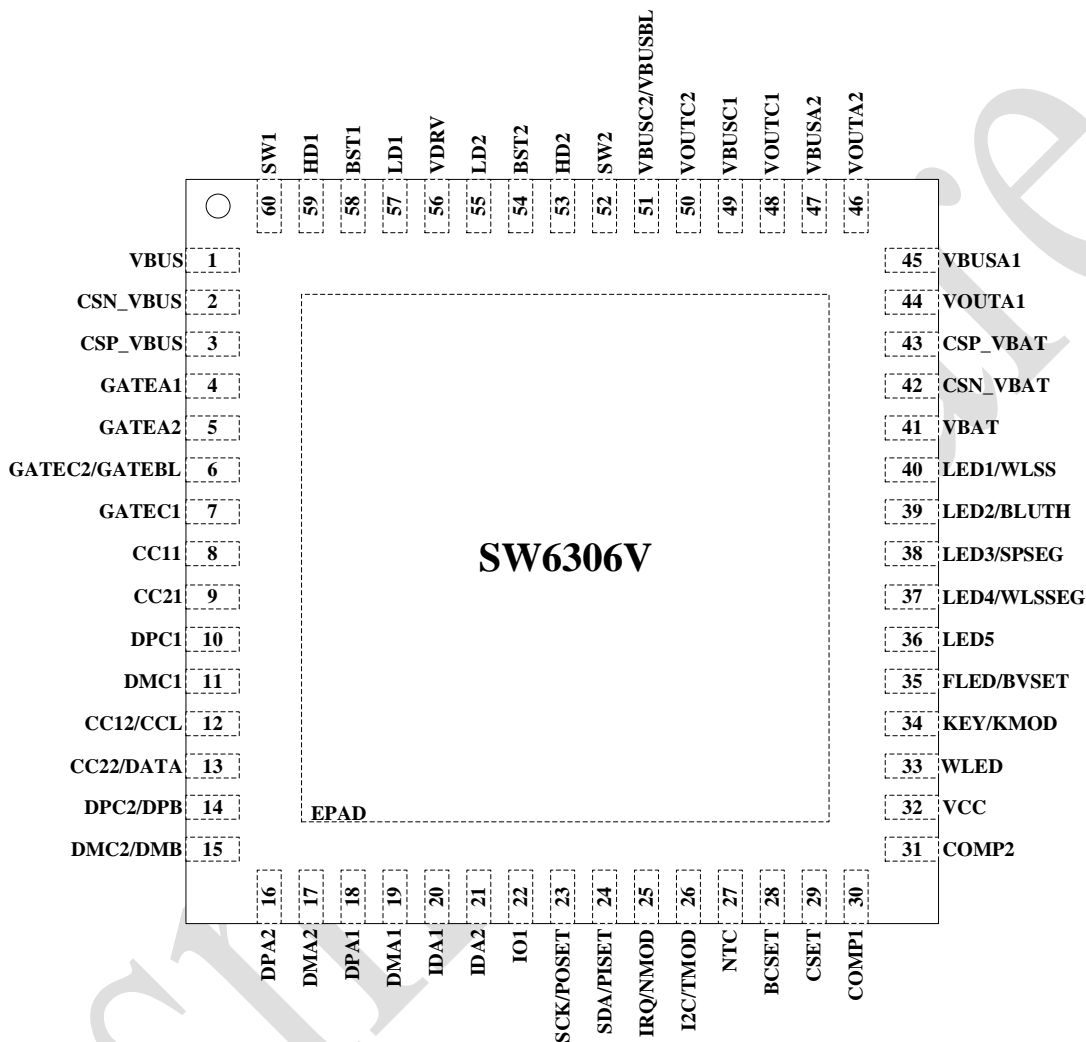 SW1
HD1
BST1
LD1
VDRV
LD2
BST2
HD2
SW2
VBUSC2/VBUSBL
VOUTC2
VBUSC1
VOUTC1
VBUSA2
VOUTA2
60
59
58
57
56
55
54
53
52
51
50
49
48
47
46
VBUS 1
CSN_VBUS 2
CSP_VBUS 3
GATEA1 4
GATEA2 5
GATEC2/GATEBL 6
GATEC1 7
CC11 8
CC21 9
DPC1 10
DMC1 11
CC12/CCL 12
CC22/DATA 13
DPC2/DPB 14
DMC2/DMB 15
SW6306V
EPAD
45 VBUSA1
44 VOUTA1
43 CSP_VBAT
42 CSN_VBAT
41 VBAT
40 LED1/WLSS
39 LED2/BLUTH
38 LED3/SPSEG
37 LED4/WLSSEG
36 LED5
35 FLED/BVSET
34 KEY/KMOD
33 WLED
32 VCC
31 COMP2
16
17
18
19
20
21
22
23
24
25
26
27
28
29
30
DPA2
DMA2
DPA1
DMA1
IDA1
IDA2
IO1
SCK/POSET
SDA/PISET
IRQ/NMOD
I2C/TMOD
NTC
BCSET
CSET
COMP1